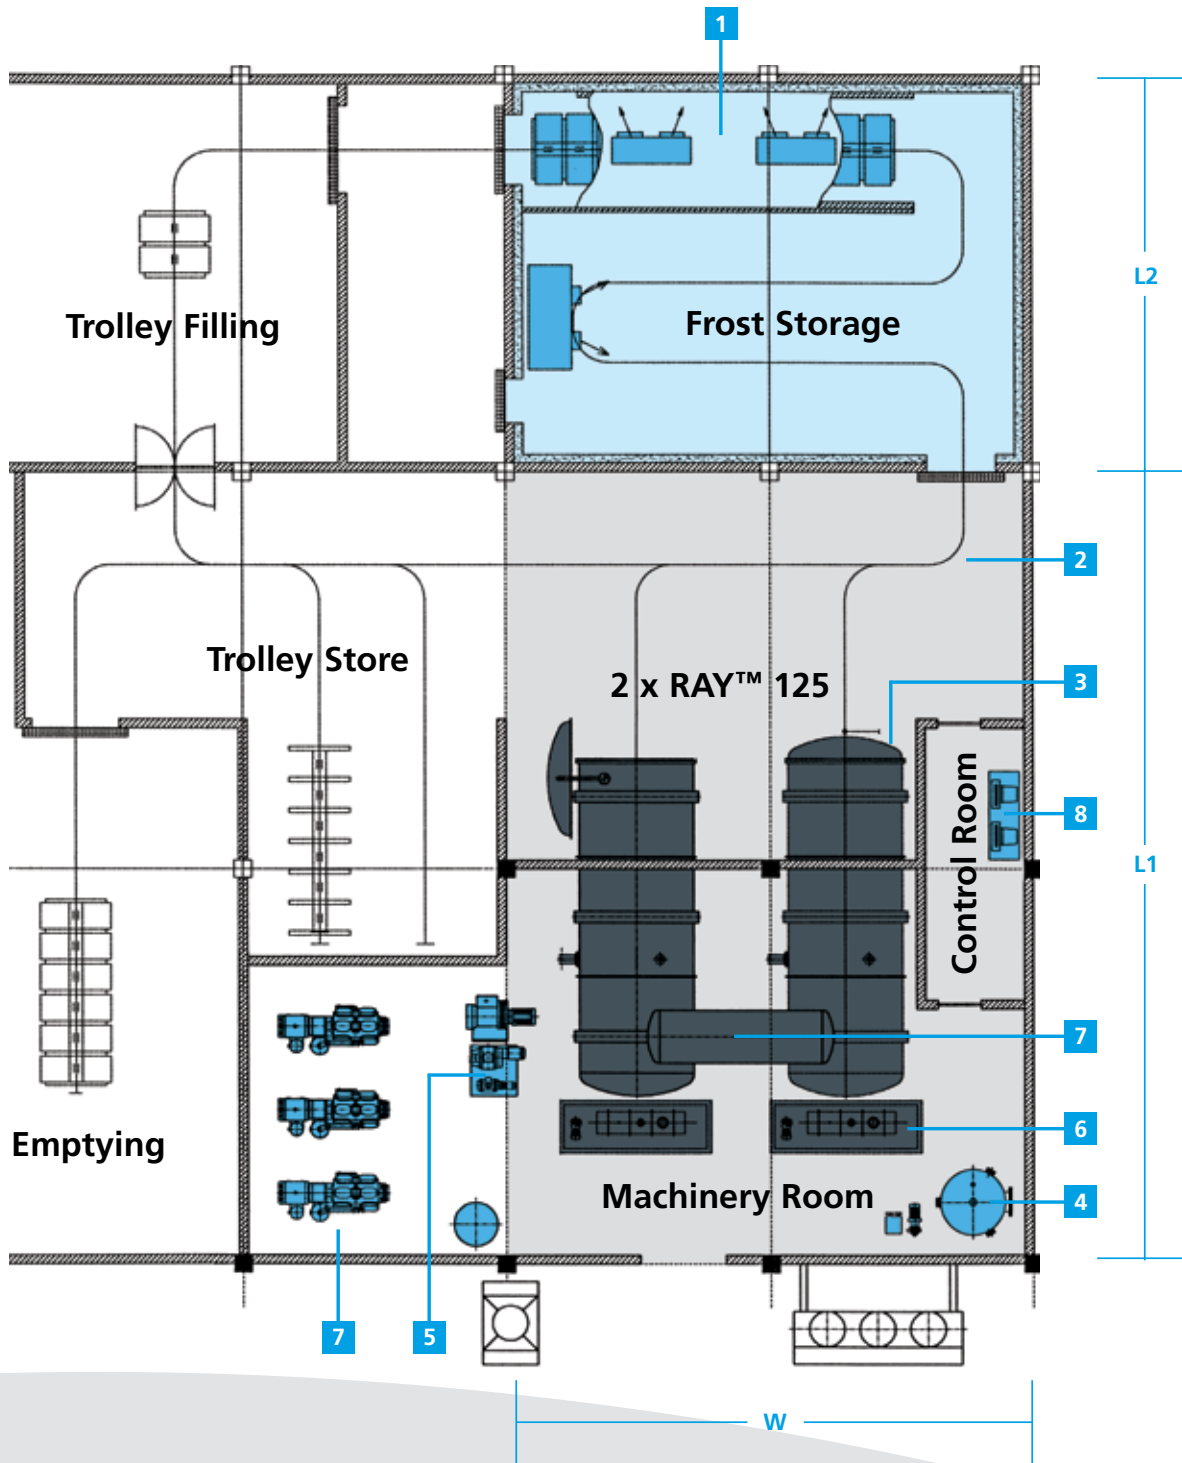 1
L2
Trolley Filling
Frost Storage
2
Trolley Store
2 x RAY™ 125
3
Control Room
8
L1
7
Emptying
6
Machinery Room
4
7
5
W